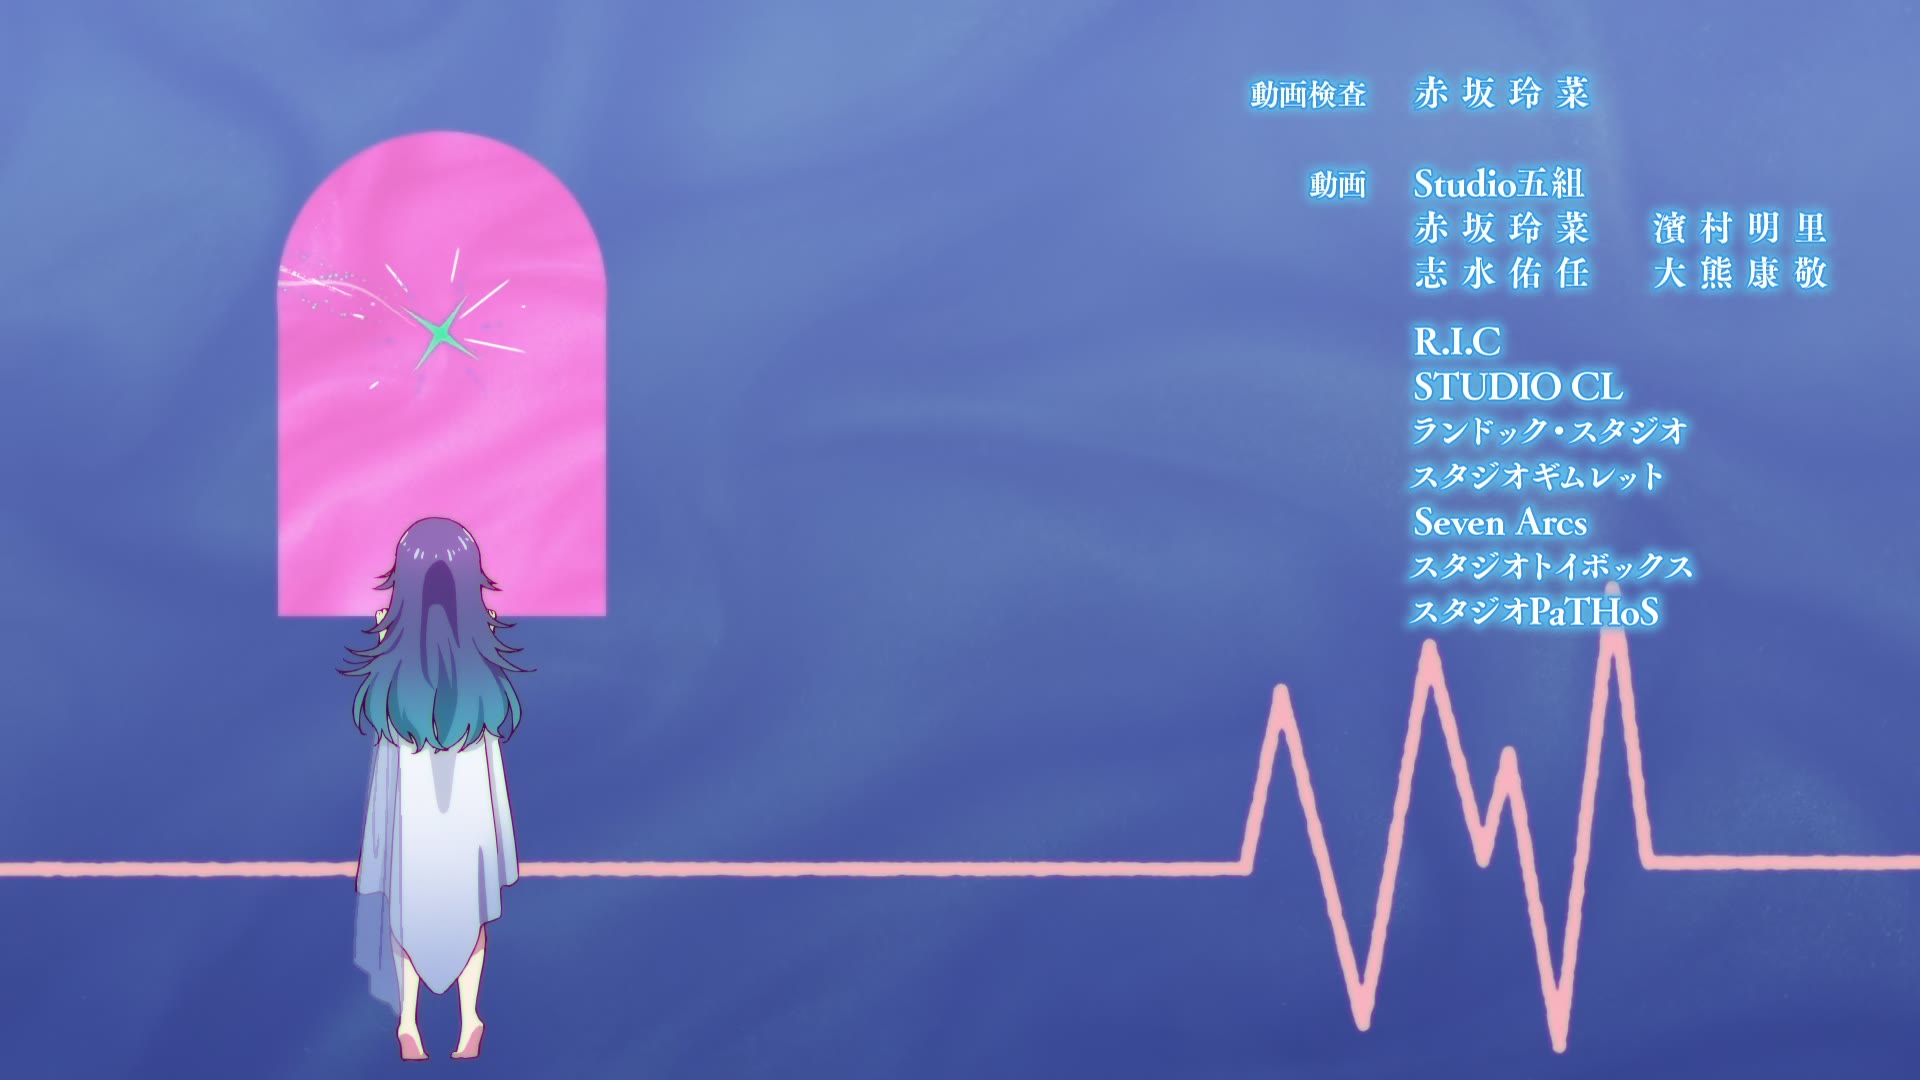 動画検査 赤坂玲菜
動画 Studio五組
赤坂玲菜 濱村明里
志水佑任 大熊康敬
R.I.C
STUDIO CL
ランドック・スタジオ
スタジオギムレット
Seven Arcs
スタジオトイボックス
スタジオPaTHoS